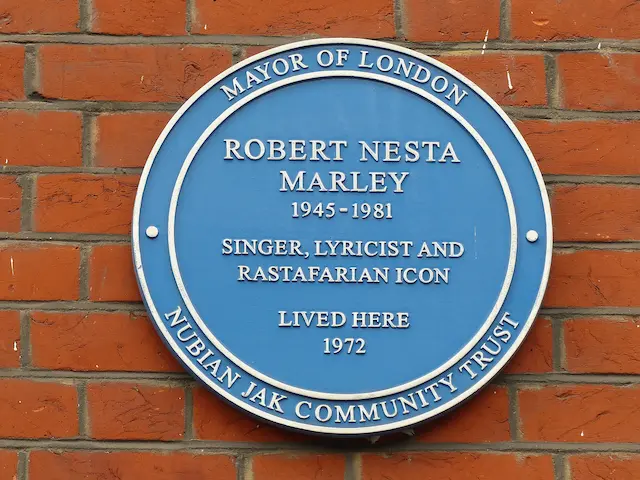 MAYOR OF LONDON
ROBERT NESTA
MARLEY
1945-1981
SINGER, LYRICIST AND
RASTAFARIAN ICON
LIVED HERE
1972
NUBIAN JAK COMMUNITY TRUST